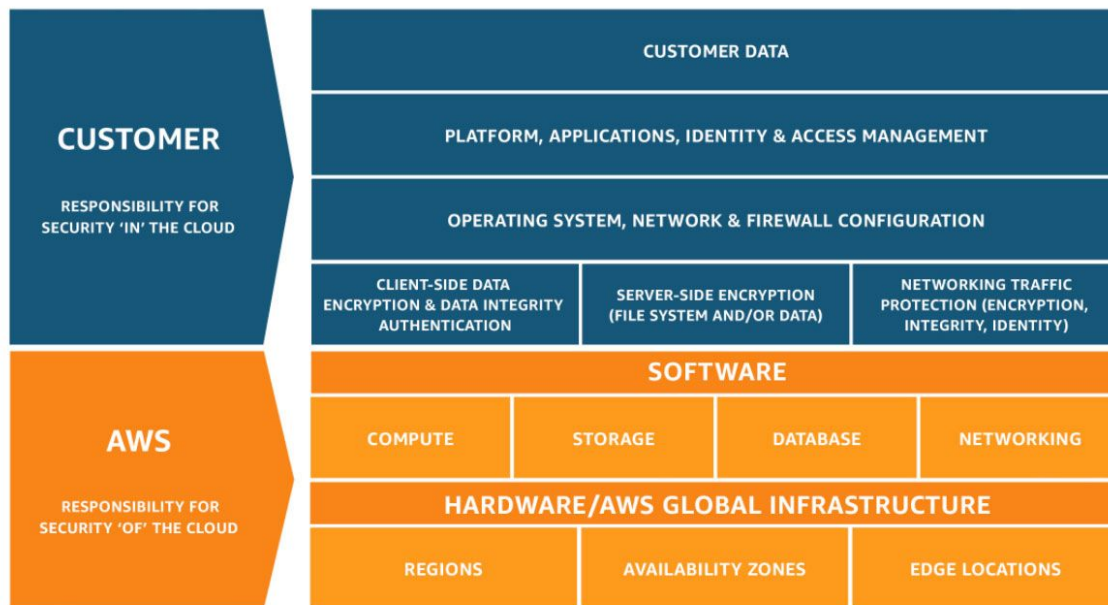 CUSTOMER
RESPONSIBILITY FOR
SECURITY ‘IN’ THE CLOUD
CUSTOMER DATA
PLATFORM, APPLICATIONS, IDENTITY & ACCESS MANAGEMENT
OPERATING SYSTEM, NETWORK & FIREWALL CONFIGURATION
CLIENT-SIDE DATA
ENCRYPTION & DATA INTEGRITY
AUTHENTICATION
SERVER-SIDE ENCRYPTION
(FILE SYSTEM AND/OR DATA)
NETWORKING TRAFFIC
PROTECTION (ENCRYPTION,
INTEGRITY, IDENTITY)
AWS
RESPONSIBILITY FOR
SECURITY ‘OF’ THE CLOUD
SOFTWARE
COMPUTE
STORAGE
DATABASE
NETWORKING
HARDWARE/AWS GLOBAL INFRASTRUCTURE
REGIONS
AVAILABILITY ZONES
EDGE LOCATIONS